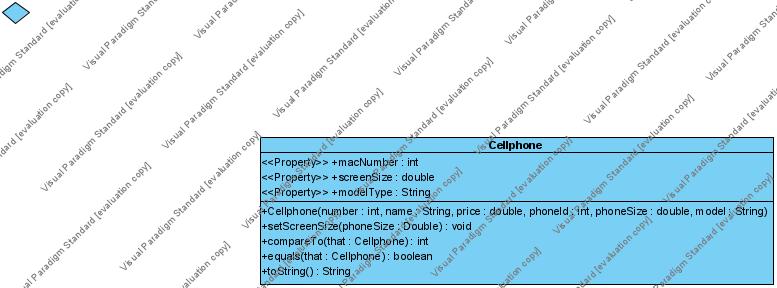 Cellphone
<<Property>> +macNumber : int
<<Property>> +screenSize : double
<<Property>> +modelType : String
+Cellphone(number : int, name : String, price : double, phoneId : int, phoneSize : double, model : String)
+setScreenSize(phoneSize : Double) : void
+compareTo(that : Cellphone) : int
+equals(that : Cellphone) : boolean
+toString() : String
Visual Paradigm Standard [evaluation copy]